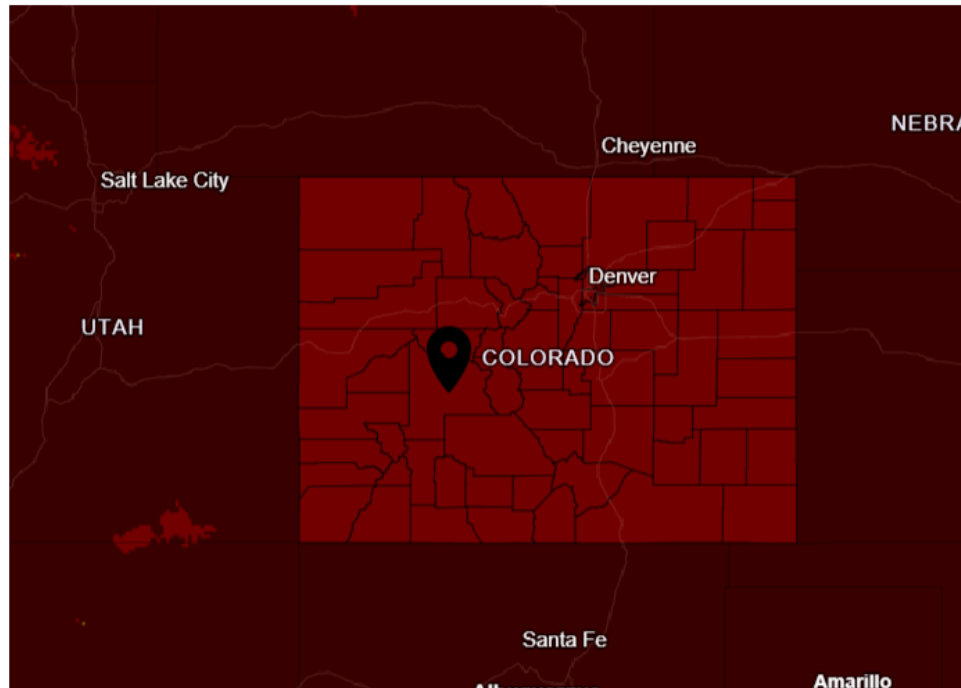 NEBRA
Cheyenne
Salt Lake City
Denver
UTAH
COLORADO
Santa Fe
Amarillo